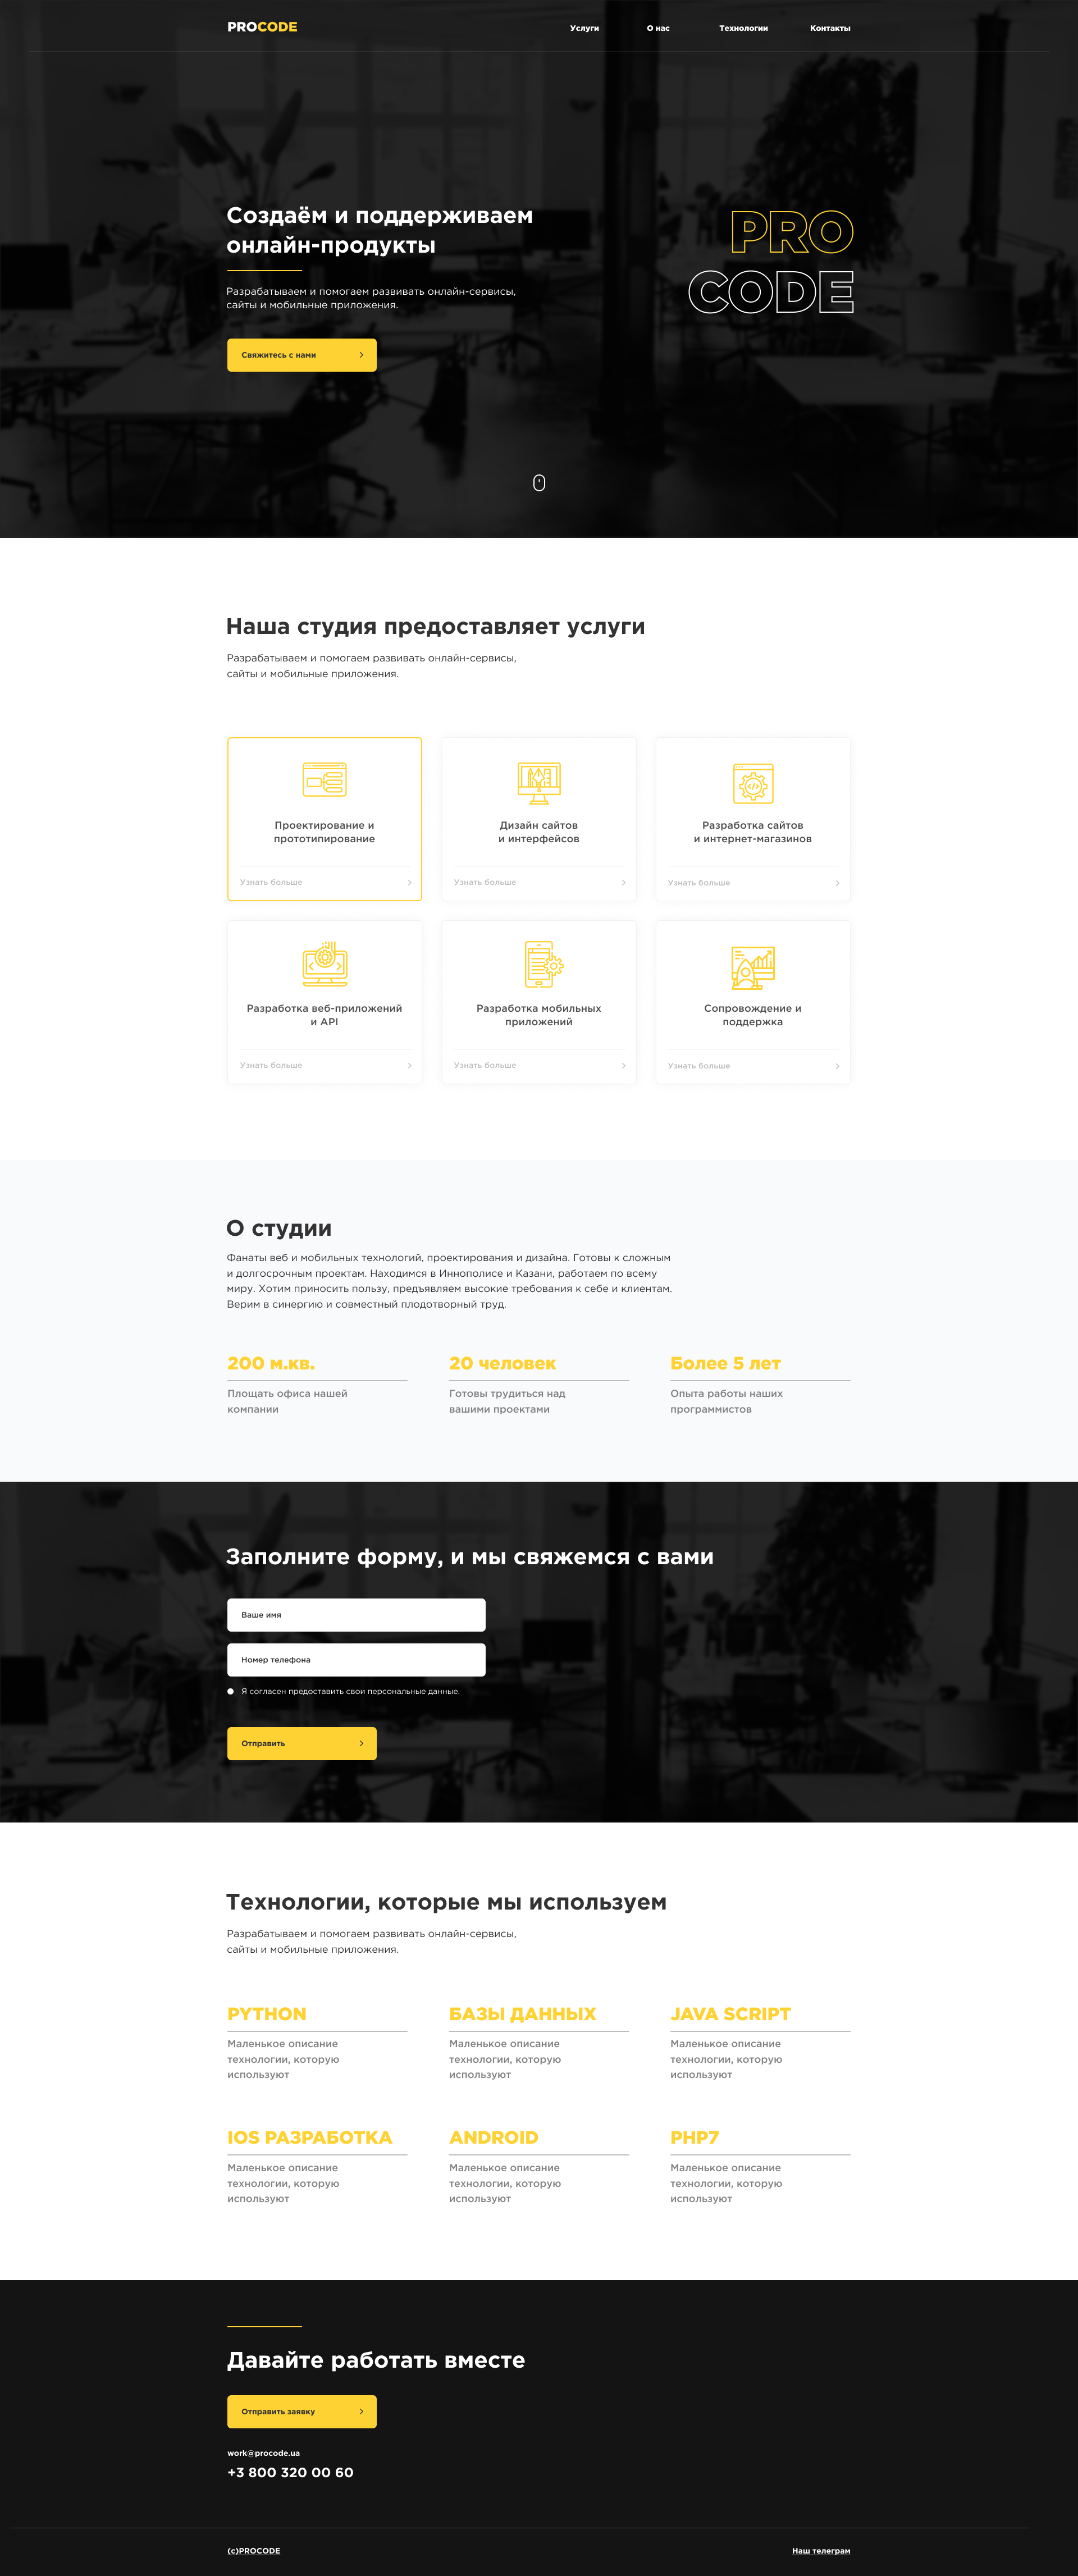 PROCODE
Услуги
О нас
Технологии
Контакты
Создаём и поддерживаем
онлайн-продукты
Разрабатываем и помогаем развивать онлайн-сервисы,
сайты и мобильные приложения.
Свяжитесь с нами
PRO
CODE
Наша студия предоставляет услуги
Разрабатываем и помогаем развивать онлайн-сервисы,
сайты и мобильные приложения.
Проектирование и
прототипирование
Узнать больше
Дизайн сайтов
и интерфейсов
Узнать больше
Разработка сайтов
и интернет-магазинов
Узнать больше
Разработка веб-приложений
и API
Узнать больше
Разработка мобильных
приложений
Узнать больше
Сопровождение и
поддержка
Узнать больше
О студии
Фанаты веб и мобильных технологий, проектирования и дизайна. Готовы к сложным
и долгосрочным проектам. Находимся в Иннополисе и Казани, работаем по всему
миру. Хотим приносить пользу, предъявляем высокие требования к себе и клиентам.
Верим в синергию и совместный плодотворный труд.
200 м.кв.
Площать офиса нашей
компании
20 человек
Готовы трудиться над
вашими проектами
Более 5 лет
Опыта работы наших
программистов
Заполните форму, и мы свяжемся с вами
Ваше имя
Номер телефона
Я согласен предоставить свои персональные данные.
Отправить
Технологии, которые мы используем
Разрабатываем и помогаем развивать онлайн-сервисы,
сайты и мобильные приложения.
PYTHON
Маленькое описание
технологии, которую
используют
БАЗЫ ДАННЫХ
Маленькое описание
технологии, которую
используют
JAVA SCRIPT
Маленькое описание
технологии, которую
используют
IOS РАЗРАБОТКА
Маленькое описание
технологии, которую
используют
ANDROID
Маленькое описание
технологии, которую
используют
PHP7
Маленькое описание
технологии, которую
используют
Давайте работать вместе
Отправить заявку
work@procode.ua
+3 800 320 00 60
(c)PROCODE
Наш телеграм